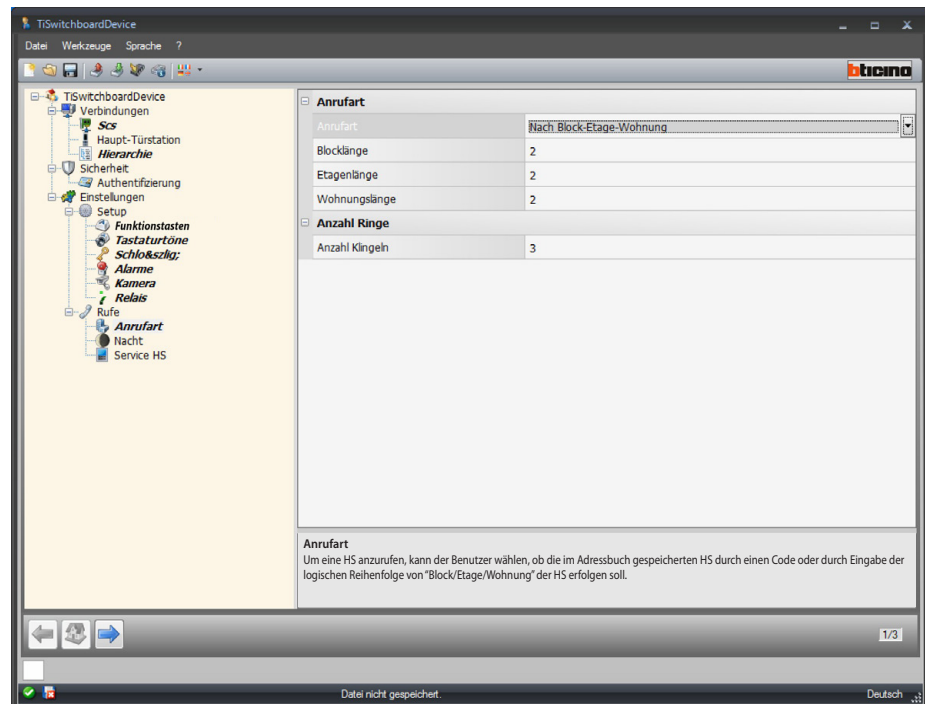 TiSwitchboardDevice
Datei Werkzeuge Sprache ?
bticino
TiSwitchboardDevice
Verbindungen
Scs
Haupt-Türstation
Hierarchie
Sicherheit
Authentifizierung
Einstellungen
Setup
Funktionstasten
Tastaturtöne
Schlo&szlig;
Alarme
Kamera
Relais
Rufe
Anrufart
Nacht
Service HS
Anrufart
Anrufart Nach Block-Etage-Wohnung
Blocklänge 2
Etagenlänge 2
Wohnungslänge 2
Anzahl Ringe
Anzahl Klingeln 3
Anrufart
Um eine HS anzurufen, kann der Benutzer wählen, ob die im Adressbuch gespeicherten HS durch einen Code oder durch Eingabe der
logischen Reihenfolge von "Block/Etage/Wohnung" der HS erfolgen soll.
1/3
Datei nicht gespeichert. Deutsch